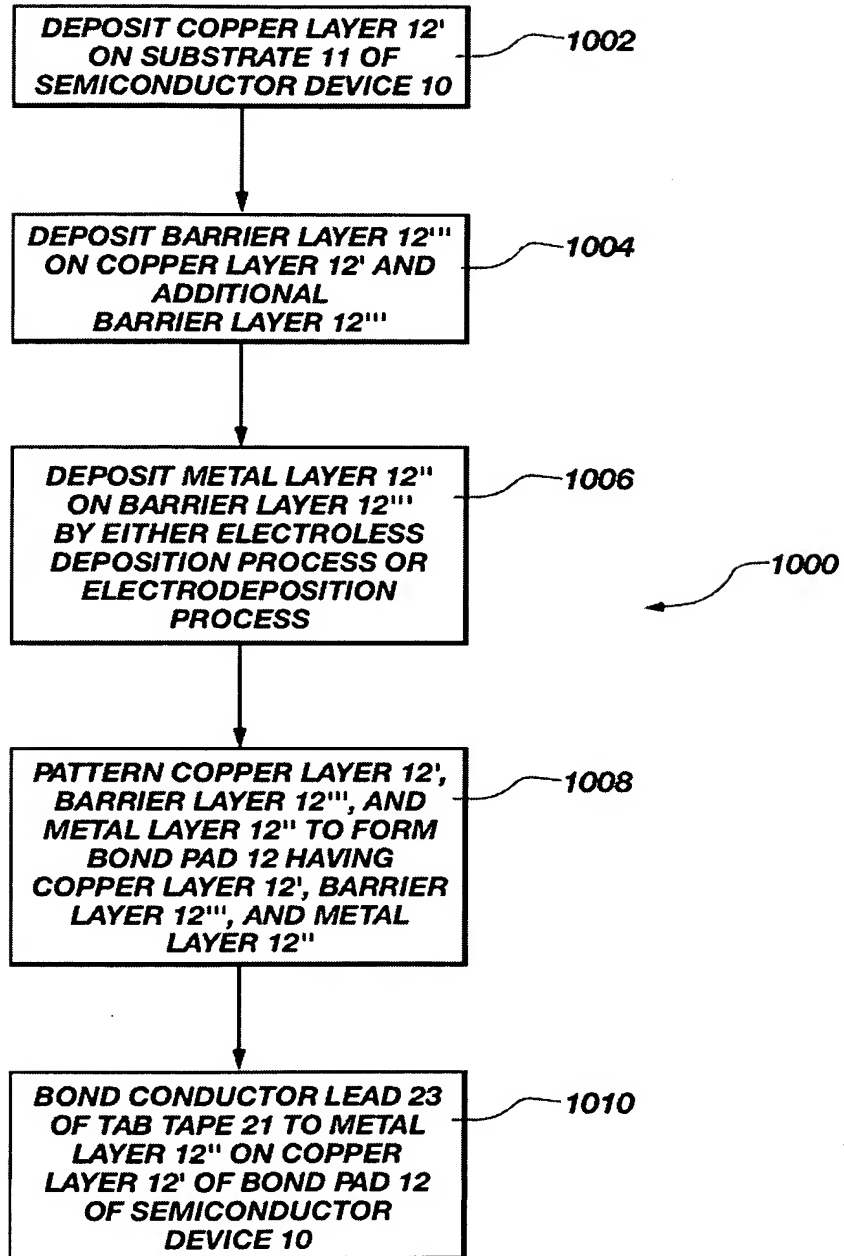 DEPOSIT COPPER LAYER 12'
ON SUBSTRATE 11 OF
SEMICONDUCTOR DEVICE 10
1002
DEPOSIT BARRIER LAYER 12'''
ON COPPER LAYER 12' AND
ADDITIONAL
BARRIER LAYER 12'''
1004
DEPOSIT METAL LAYER 12''
ON BARRIER LAYER 12'''
BY EITHER ELECTROLESS
DEPOSITION PROCESS OR
ELECTRODEPOSITION
PROCESS
1006
1000
PATTERN COPPER LAYER 12',
BARRIER LAYER 12''', AND
METAL LAYER 12'' TO FORM
BOND PAD 12 HAVING
COPPER LAYER 12', BARRIER
LAYER 12''', AND METAL
LAYER 12''
1008
BOND CONDUCTOR LEAD 23
OF TAB TAPE 21 TO METAL
LAYER 12'' ON COPPER
LAYER 12' OF BOND PAD 12
OF SEMICONDUCTOR
DEVICE 10
1010